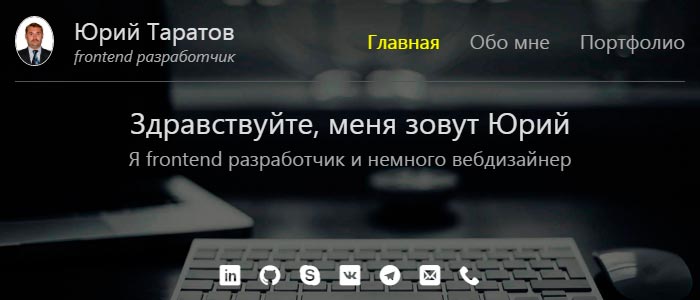 Юрий Таратов
frontend разработчик
Главная Обо мне Портфолио
Здравствуйте, меня зовут Юрий
Я frontend разработчик и немного вебдизайнер